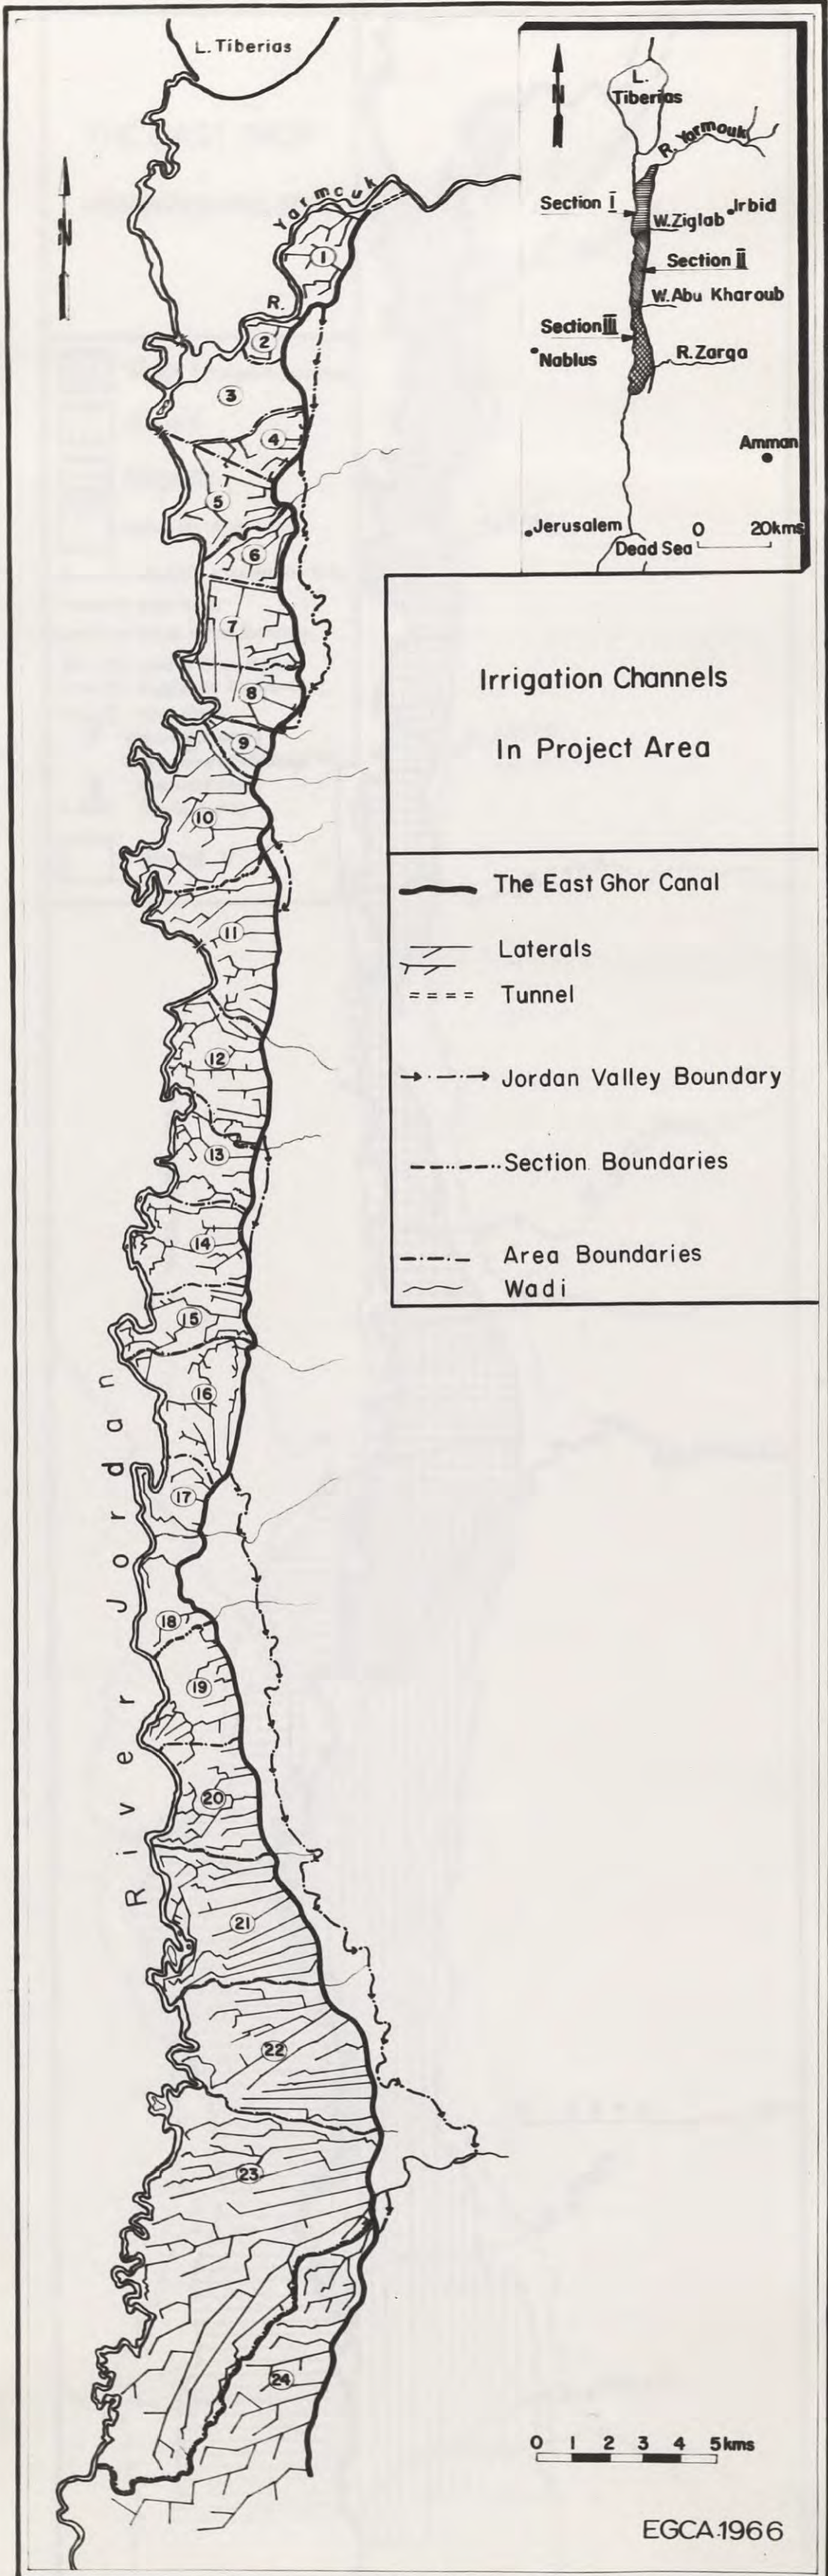 L. Tiberias
N
Yarmouk
R.
1
2
3
4
5
6
7
8
9
10
11
12
13
14
15
16
17
18
19
20
21
22
23
24
River Jordan
N
L.
Tiberias
R. Yarmouk
Section I
W.Ziglab
Irbid
Section II
W.Abu Kharoub
Section III
Nablus
R.Zarga
Amman
Jerusalem
Dead Sea
0 20kms
Irrigation Channels
In Project Area
The East Ghor Canal
Laterals
Tunnel
Jordan Valley Boundary
Section Boundaries
Area Boundaries
Wadi
0 1 2 3 4 5kms
EGCA.1966